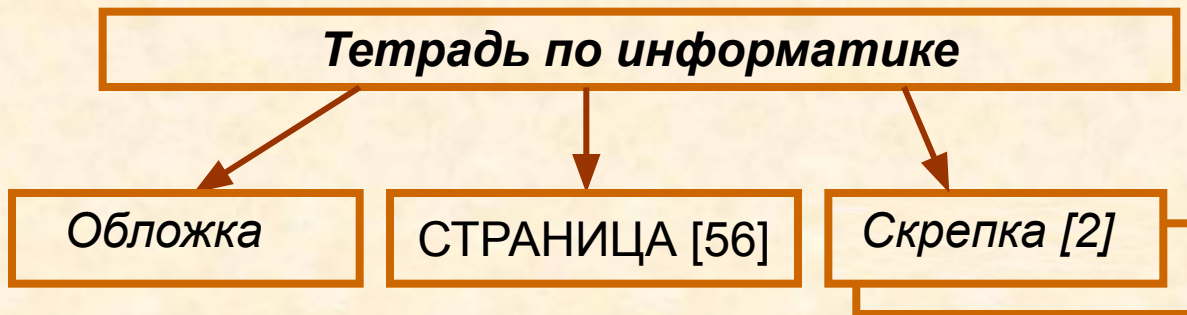 Тетрадь по информатике
Обложка
СТРАНИЦА [56]
Скрепка [2]